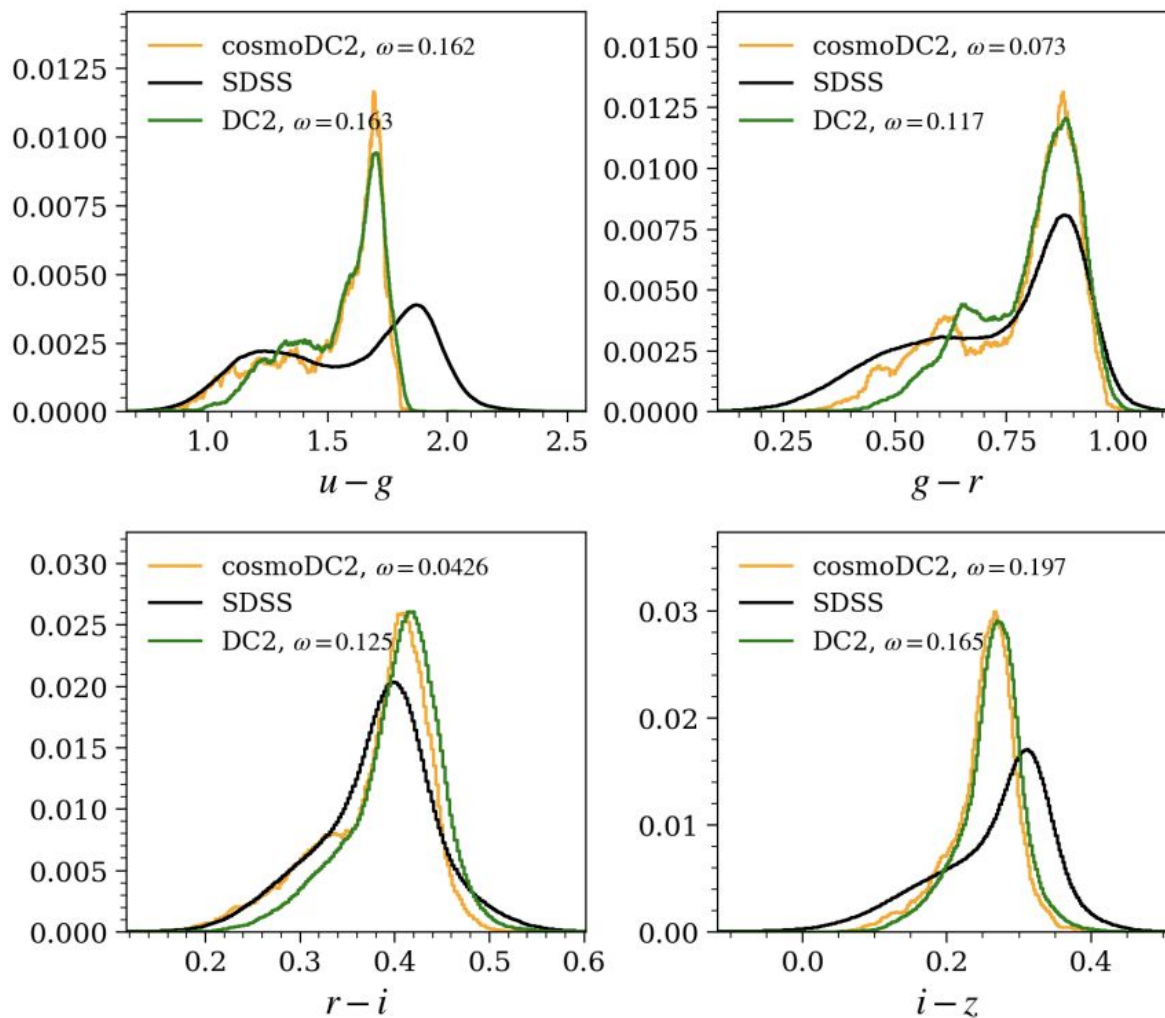 cosmoDC2, ω = 0.162
SDSS
DC2, ω = 0.163
0.0125
0.0100
0.0075
0.0050
0.0025
0.0000
1.0 1.5 2.0 2.5
u − g
cosmoDC2, ω = 0.073
SDSS
DC2, ω = 0.117
0.0150
0.0125
0.0100
0.0075
0.0050
0.0025
0.0000
0.25 0.50 0.75 1.00
g − r
cosmoDC2, ω = 0.0426
SDSS
DC2, ω = 0.125
0.030
0.025
0.020
0.015
0.010
0.005
0.000
0.2 0.3 0.4 0.5 0.6
r − i
cosmoDC2, ω = 0.197
SDSS
DC2, ω = 0.165
0.03
0.02
0.01
0.00
0.0 0.2 0.4
i − z